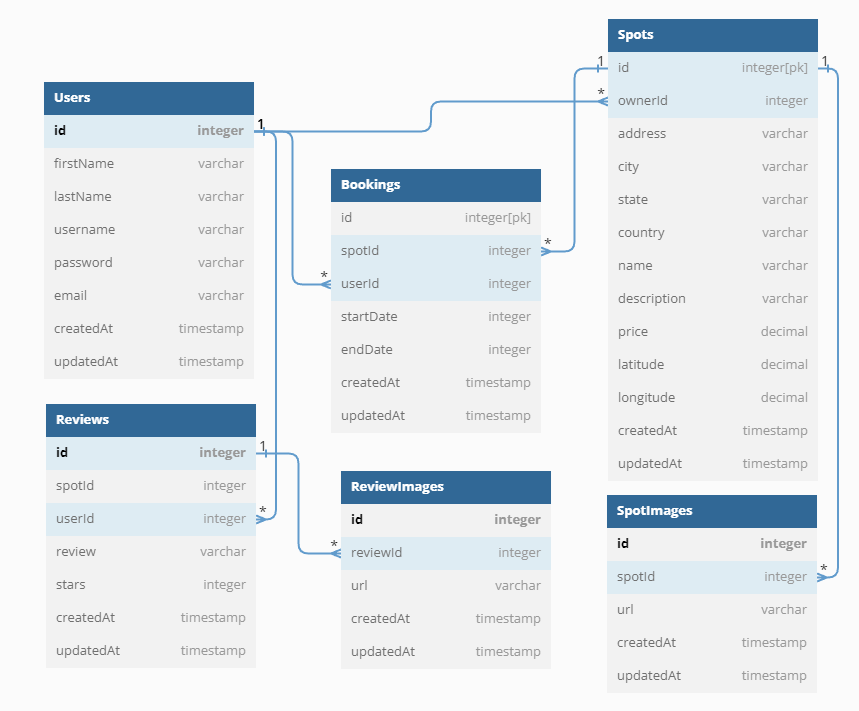 Users
id integer
firstName varchar
lastName varchar
username varchar
password varchar
email varchar
createdAt timestamp
updatedAt timestamp
1
Reviews
id integer
spotId integer
userId integer
review varchar
stars integer
createdAt timestamp
updatedAt timestamp
1
*
Bookings
id integer[pk]
spotId integer
userId integer
startDate integer
endDate integer
createdAt timestamp
updatedAt timestamp
*
*
ReviewImages
id integer
reviewId integer
url varchar
createdAt timestamp
updatedAt timestamp
*
Spots
id integer[pk]
ownerId integer
address varchar
city varchar
state varchar
country varchar
name varchar
description varchar
price decimal
latitude decimal
longitude decimal
createdAt timestamp
updatedAt timestamp
1
*
1
SpotImages
id integer
spotId integer
url varchar
createdAt timestamp
updatedAt timestamp
*